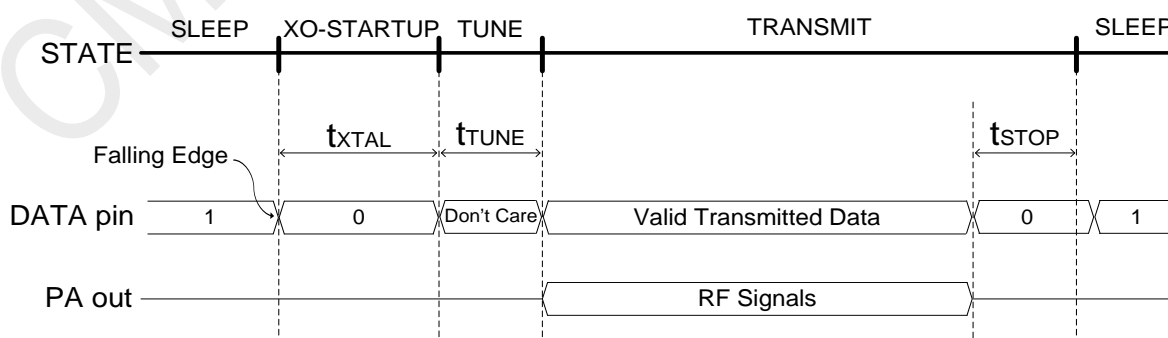 SLEEP XO-STARTUP TUNE TRANSMIT SLEEP
STATE
tXTAL tTUNE tSTOP
Falling Edge
DATA pin 1 0 Don't Care Valid Transmitted Data 0 1
PA out RF Signals